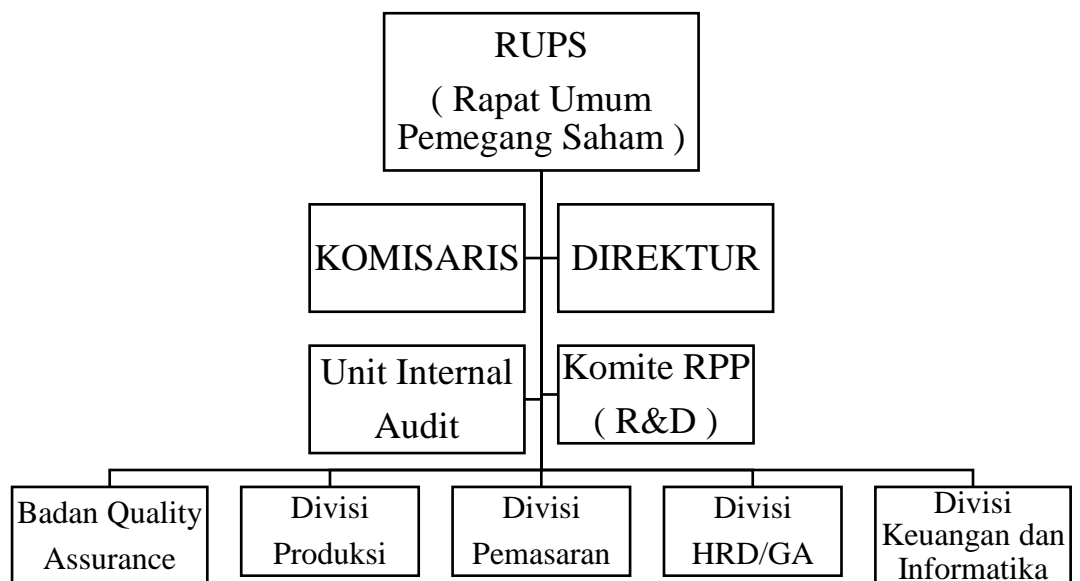 RUPS
( Rapat Umum
Pemegang Saham )
KOMISARIS
DIREKTUR
Unit Internal
Audit
Komite RPP
( R&D )
Badan Quality
Assurance
Divisi
Produksi
Divisi
Pemasaran
Divisi
HRD/GA
Divisi
Keuangan dan
Informatika